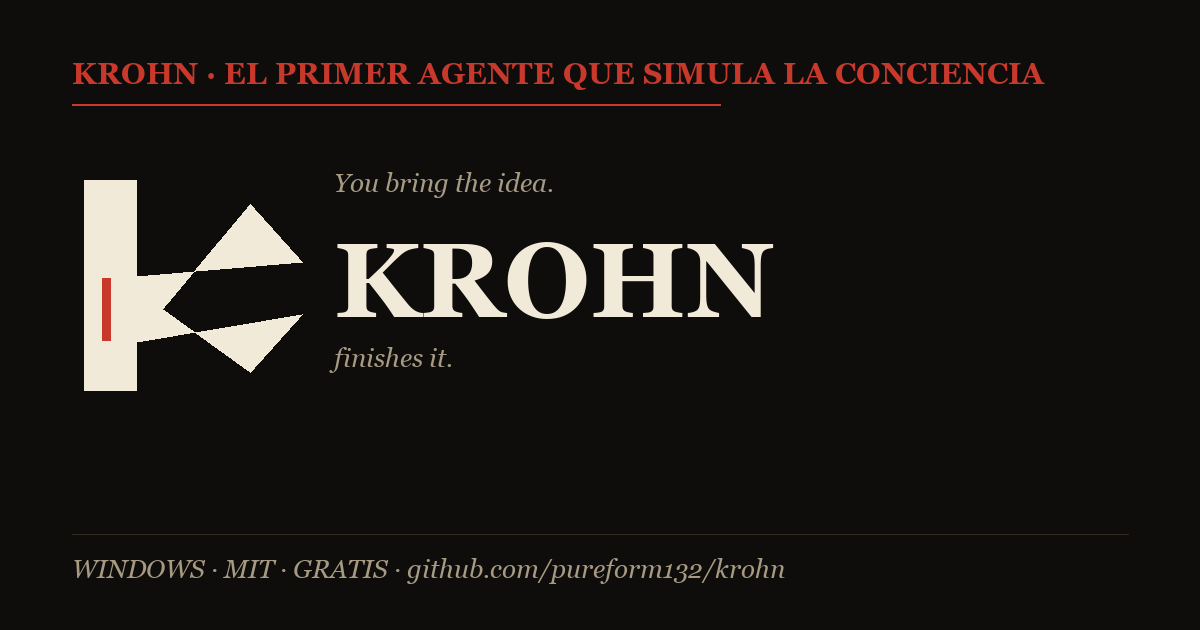 KROHN · EL PRIMER AGENTE QUE SIMULA LA CONCIENCIA
You bring the idea.
KROHN
finishes it.
WINDOWS · MIT · GRATIS · github.com/pureform132/krohn